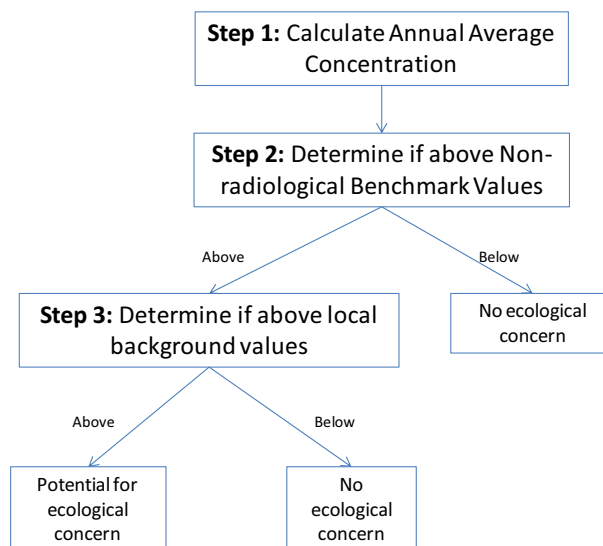 Step 1: Calculate Annual Average
Concentration
Step 2: Determine if above Non-
radiological Benchmark Values
Above
Below
Step 3: Determine if above local
background values
No ecological
concern
Above
Below
Potential for
ecological
concern
No
ecological
concern